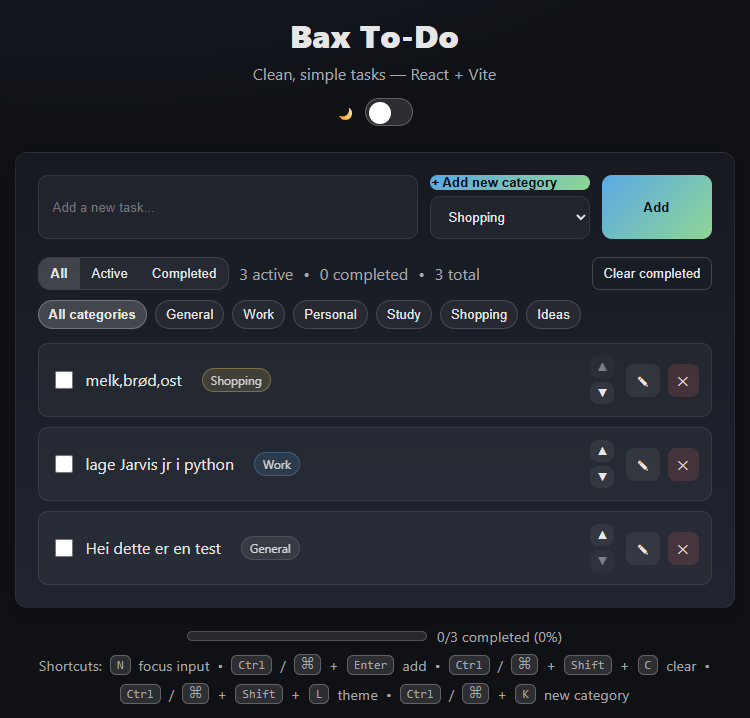 Bax To-Do
Clean, simple tasks — React + Vite
Add a new task...
+ Add new category
Shopping
Add
All Active Completed 3 active • 0 completed • 3 total Clear completed
All categories General Work Personal Study Shopping Ideas
melk,brød,ost Shopping
lage Jarvis jr i python Work
Hei dette er en test General
0/3 completed (0%)
Shortcuts: N focus input • Ctrl / ⌘ + Enter add • Ctrl / ⌘ + Shift + C clear •
Ctrl / ⌘ + Shift + L theme • Ctrl / ⌘ + K new category